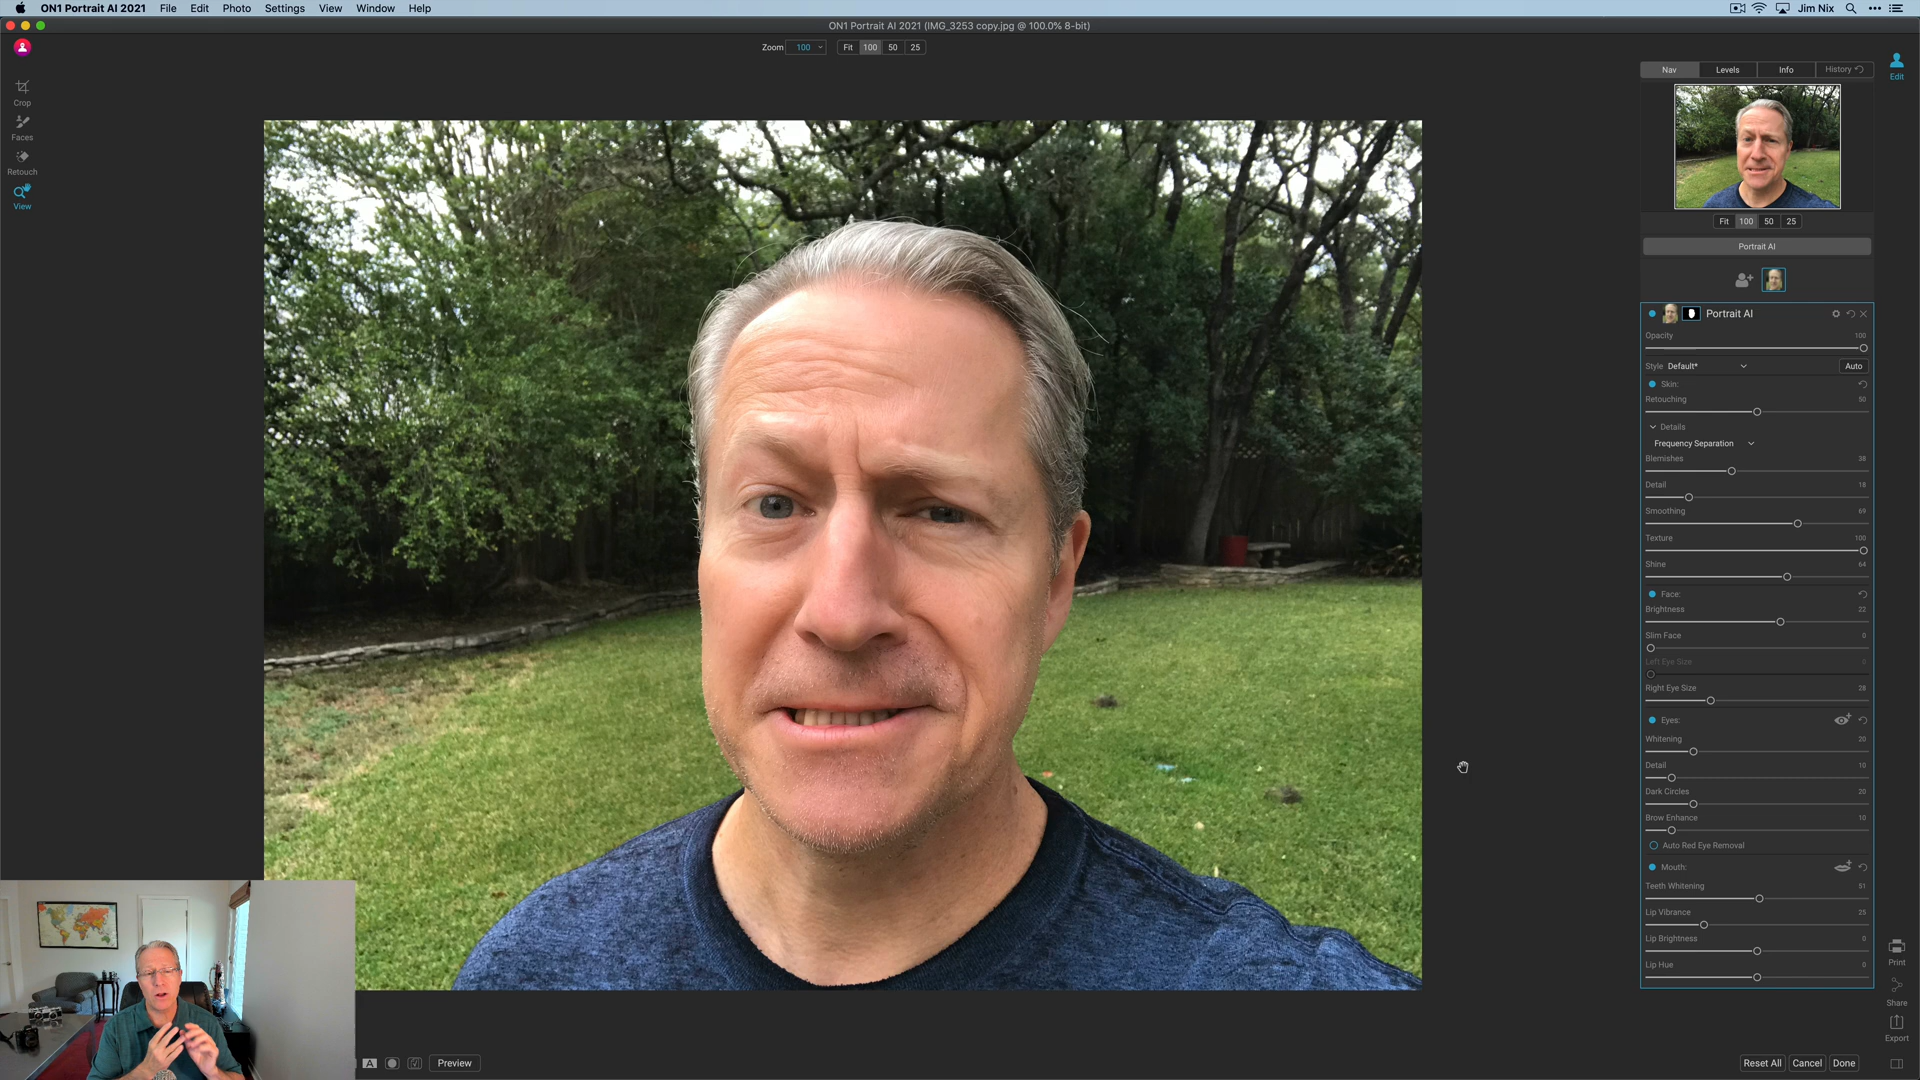 ON1 Portrait AI 2021 File Edit Photo Settings View Window Help Jim Nix
ON1 Portrait AI 2021 (IMG_3253 copy.jpg @ 100.0% 8-bit)
Zoom 100 Fit 100 50 25
Crop
Faces
Retouch
View
Nav Levels Info History
Edit
Fit 100 50 25
Portrait AI
Portrait AI
Opacity 100
Style Default* Auto
Skin:
Retouching 50
Details
Frequency Separation
Blemishes 38
Detail 18
Smoothing 69
Texture 100
Shine 64
Face:
Brightness 22
Slim Face 0
Left Eye Size
Right Eye Size 28
Eyes:
Whitening 20
Detail 10
Dark Circles 20
Brow Enhance 10
Auto Red Eye Removal
Mouth:
Teeth Whitening 51
Lip Vibrance 25
Lip Brightness 0
Lip Hue 0
Print
Share
Export
A Preview
Reset All Cancel Done